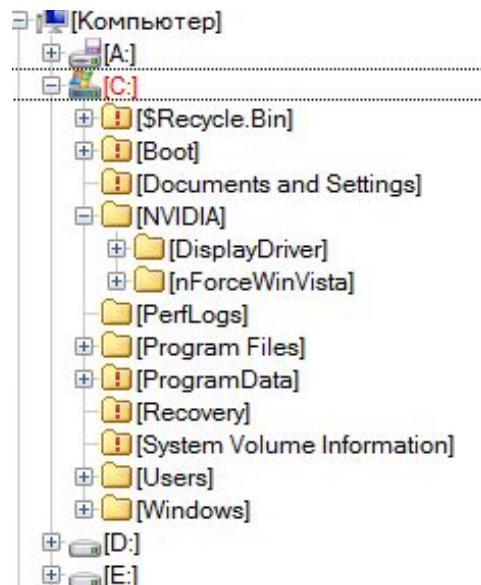 [Компьютер]
[A:]
[C:]
[$Recycle.Bin]
[Boot]
[Documents and Settings]
[NVIDIA]
[DisplayDriver]
[nForceWinVista]
[PerfLogs]
[Program Files]
[ProgramData]
[Recovery]
[System Volume Information]
[Users]
[Windows]
[D:]
[E:]